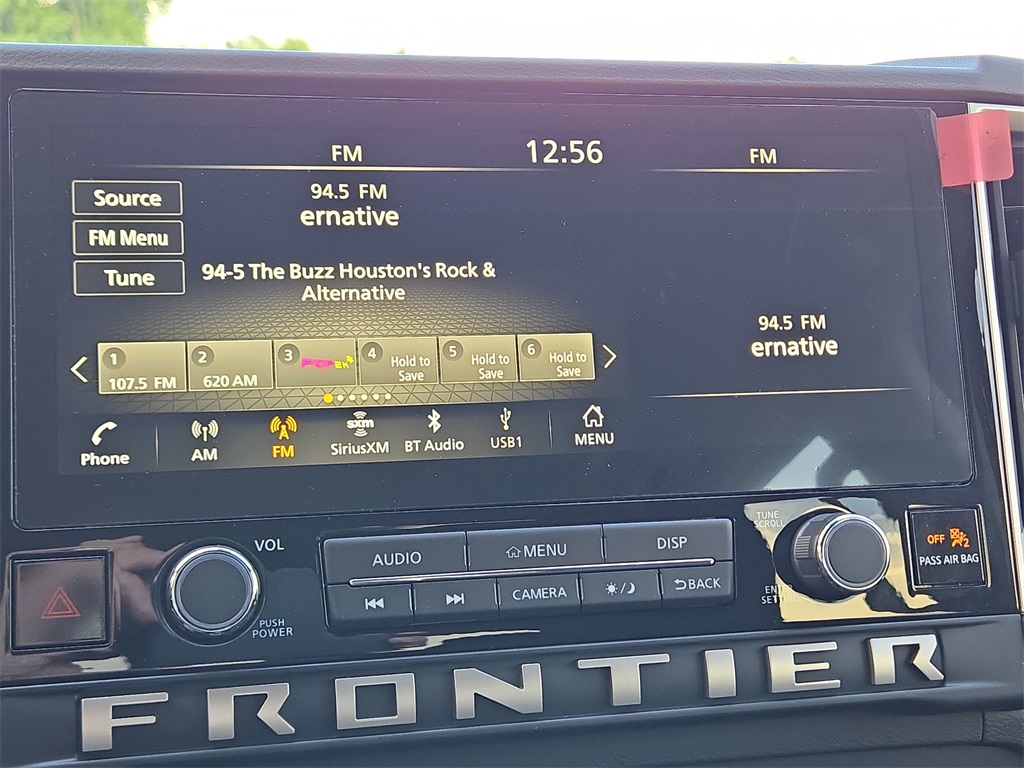 FM
12:56
FM
Source
94.5 FM
ernative
FM Menu
Tune
94-5 The Buzz Houston's Rock &
Alternative
94.5 FM
ernative
1
107.5 FM
2
620 AM
3
4
Hold to
Save
5
Hold to
Save
6
Hold to
Save
Phone
AM
FM
sxm
SiriusXM
BT Audio
USB1
MENU
VOL
PUSH
POWER
AUDIO
MENU
DISP
CAMERA
BACK
TUNE
SCROLL
OFF
2
PASS AIR BAG
FRONTIER